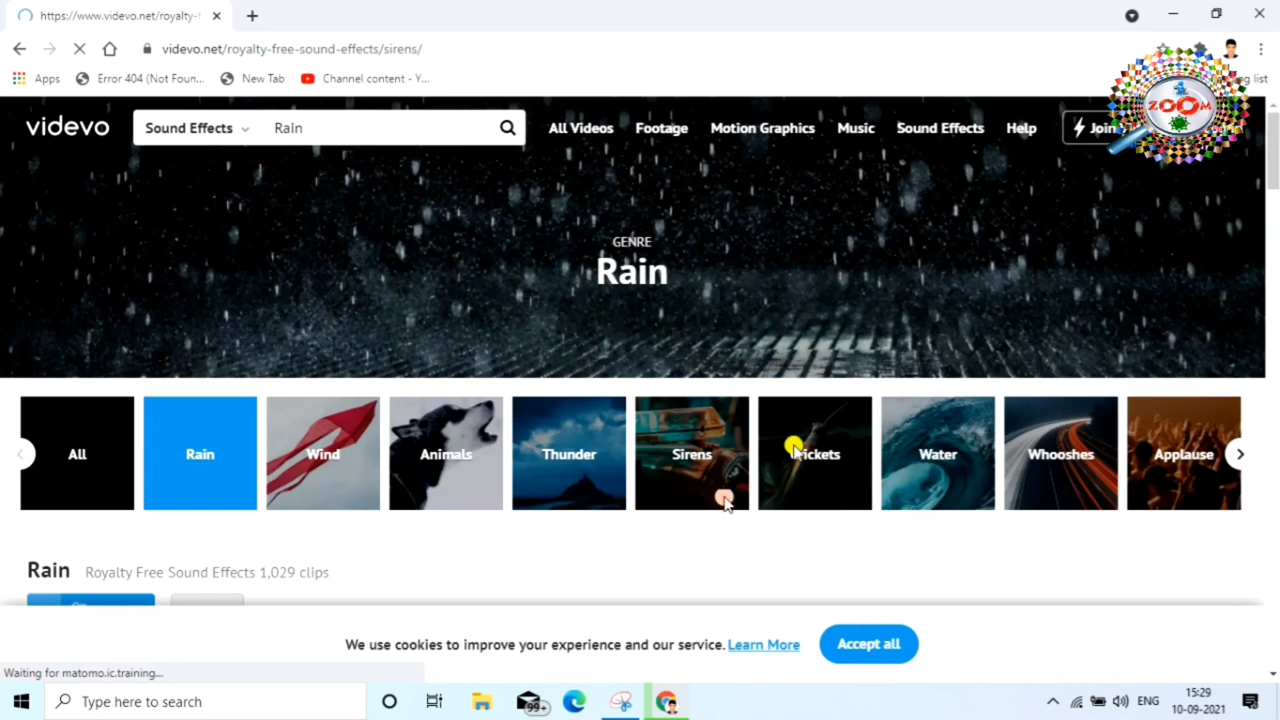 https://www.videvo.net/royalty-f
videvo.net/royalty-free-sound-effects/sirens/
Apps
Error 404 (Not Foun...
New Tab
Channel content - Y...
ZOOM
videvo
Sound Effects
Rain
All Videos
Footage
Motion Graphics
Music
Sound Effects
Help
Join
GENRE
Rain
All
Rain
Wind
Animals
Thunder
Sirens
rickets
Water
Whooshes
Applause
Rain Royalty Free Sound Effects 1,029 clips
We use cookies to improve your experience and our service. Learn More
Accept all
Waiting for matomo.ic.training...
Type here to search
99+
ENG
15:29
10-09-2021